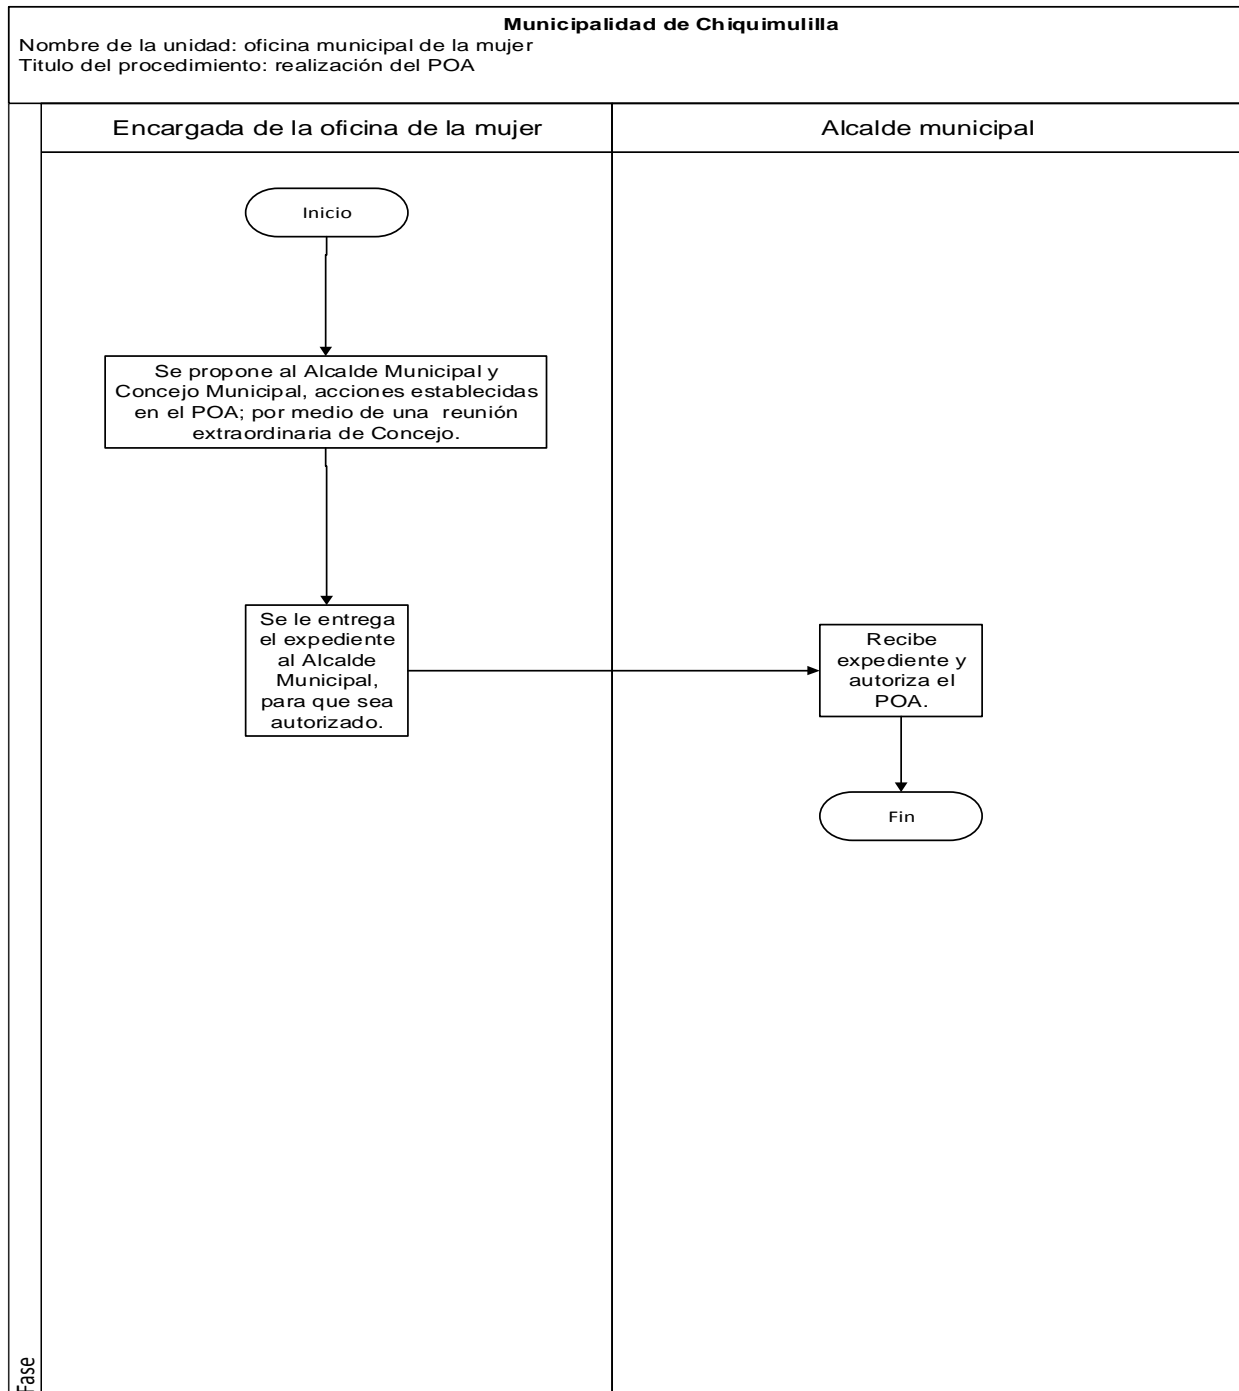 Municipalidad de Chiquimulilla
Nombre de la unidad: oficina municipal de la mujer
Titulo del procedimiento: realización del POA
Encargada de la oficina de la mujer
Alcalde municipal
Inicio
Se propone al Alcalde Municipal y
Concejo Municipal, acciones establecidas
en el POA; por medio de una reunión
extraordinaria de Concejo.
Se le entrega
el expediente
al Alcalde
Municipal,
para que sea
autorizado.
Recibe
expediente y
autoriza el
POA.
Fin
Fase